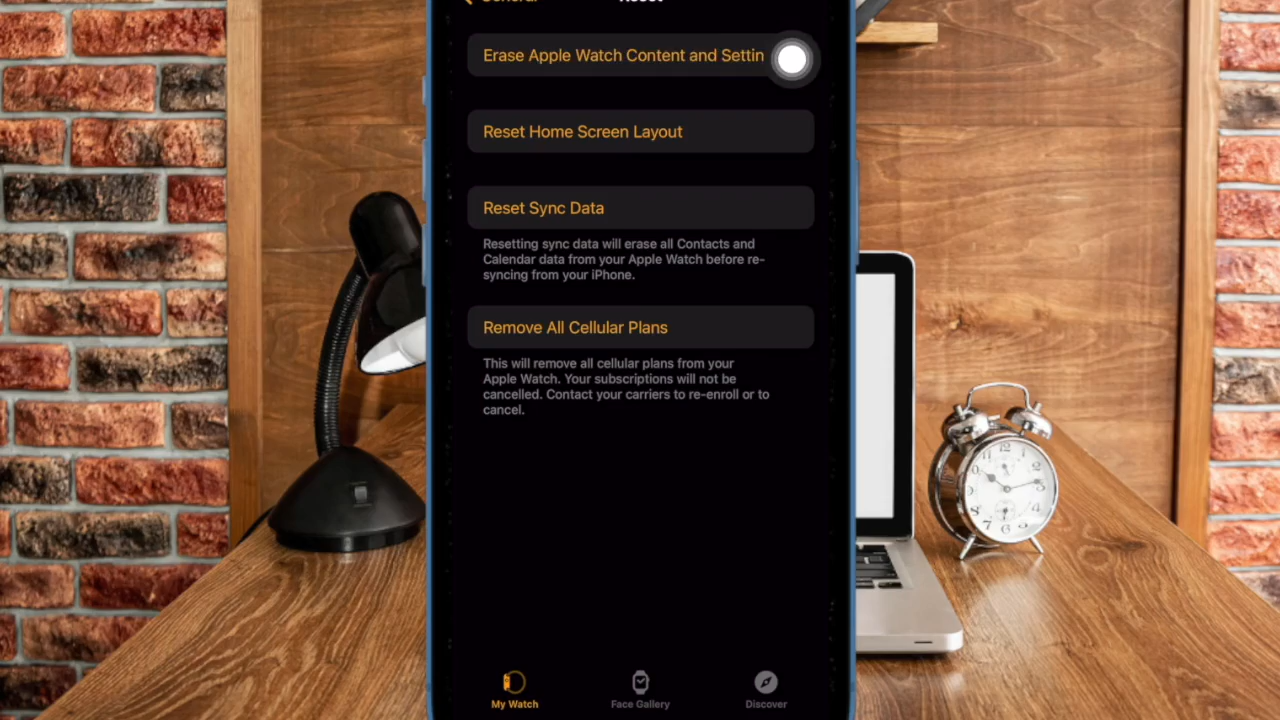 General
Reset
Erase Apple Watch Content and Settin
Reset Home Screen Layout
Reset Sync Data
Resetting sync data will erase all Contacts and
Calendar data from your Apple Watch before re-
syncing from your iPhone.
Remove All Cellular Plans
This will remove all cellular plans from your
Apple Watch. Your subscriptions will not be
cancelled. Contact your carriers to re-enroll or to
cancel.
My Watch
Face Gallery
Discover